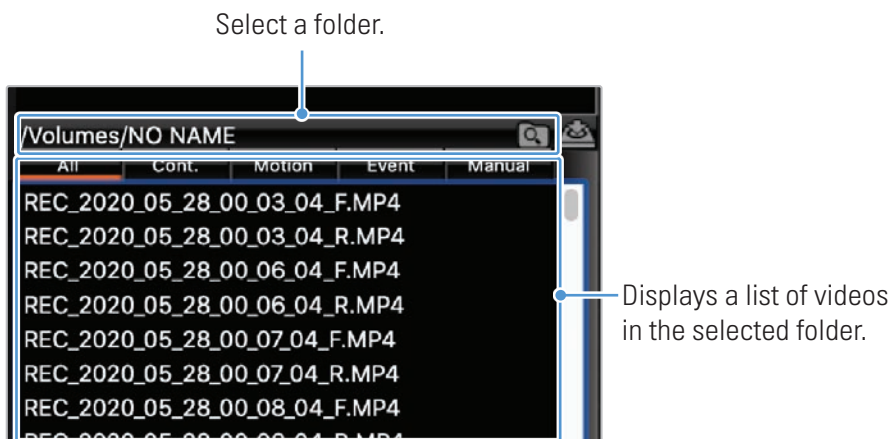 Select a folder.
/Volumes/NO NAME
All Cont. Motion Event Manual
REC_2020_05_28_00_03_04_F.MP4
REC_2020_05_28_00_03_04_R.MP4
REC_2020_05_28_00_06_04_F.MP4
REC_2020_05_28_00_06_04_R.MP4
Displays a list of videos
in the selected folder.
REC_2020_05_28_00_07_04_F.MP4
REC_2020_05_28_00_07_04_R.MP4
REC_2020_05_28_00_08_04_F.MP4